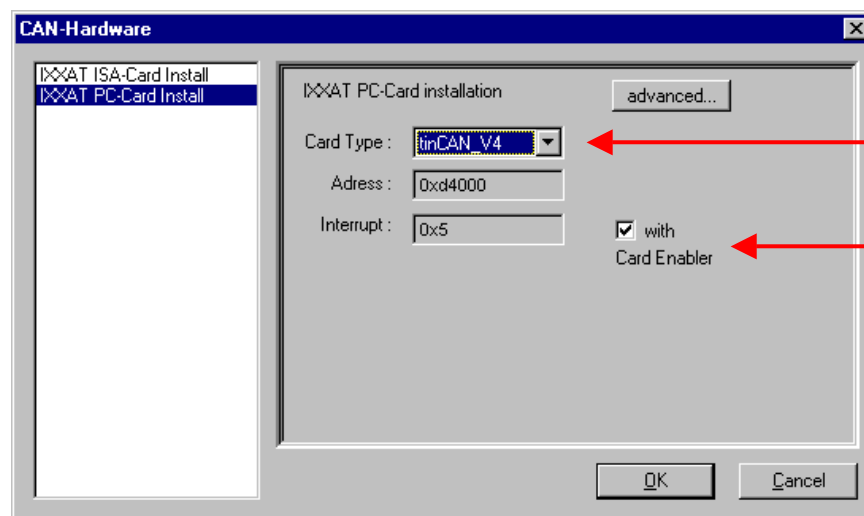 CAN-Hardware
IXXAT ISA-Card Install
IXXAT PC-Card Install
IXXAT PC-Card installation
advanced...
Card Type :
tinCAN_V4
Adress :
0xd4000
Interrupt :
0x5
with
Card Enabler
OK
Cancel